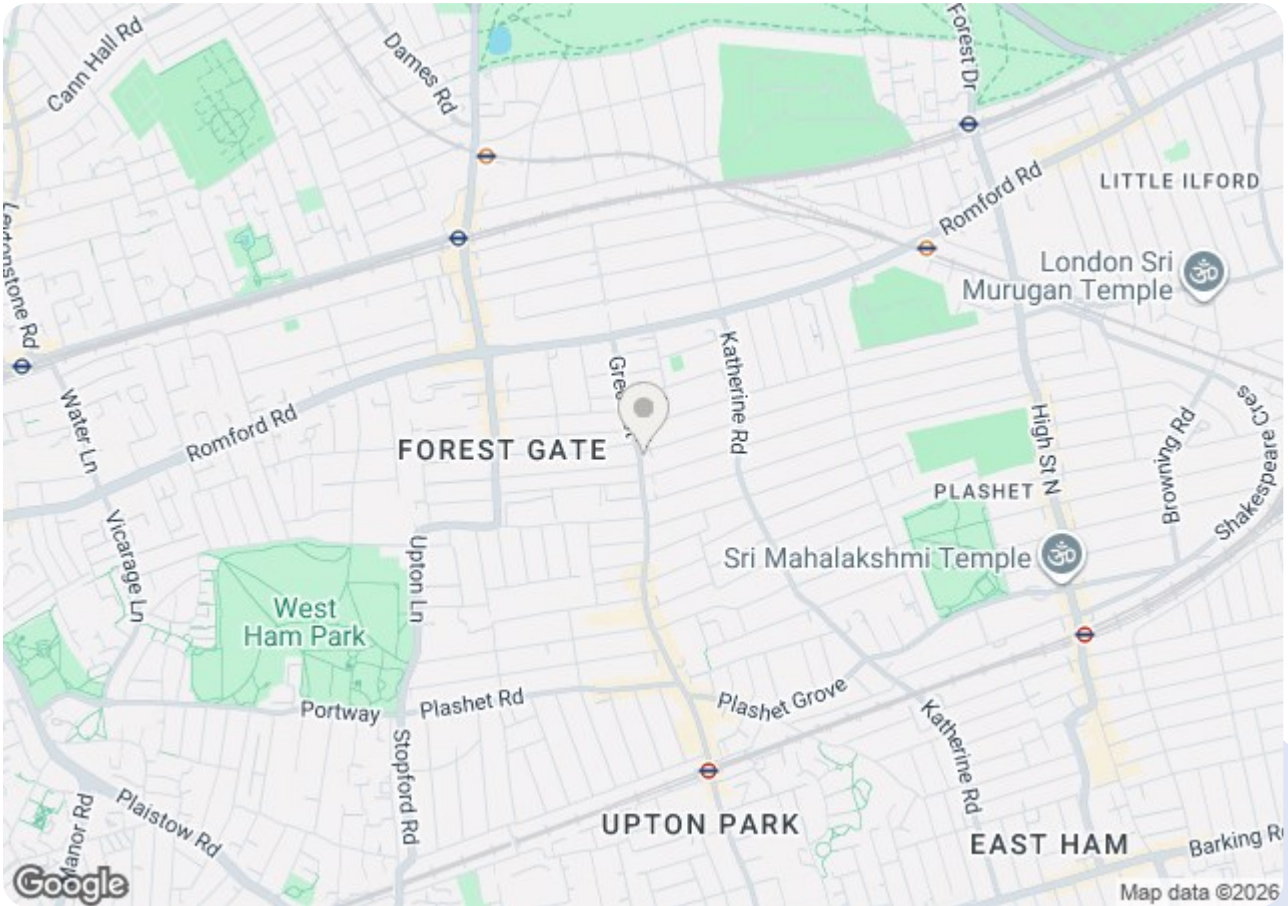 Cann Hall Rd
Dames Rd
Forest Dr
LITTLE ILFORD
Romford Rd
London Sri
Murugan Temple
Rd
Water Ln
Romford Rd
Katherine Rd
FOREST GATE
High St N
Browning Rd
Shakespeare Cres
PLASHET
Vicarage Ln
Upton Ln
Sri Mahalakshmi Temple
West
Ham Park
Portway
Plashet Rd
Plashet Grove
Katherine Rd
Stopford Rd
Manor Rd
Plaistow Rd
UPTON PARK
EAST HAM
Barking
Google
Map data ©2026